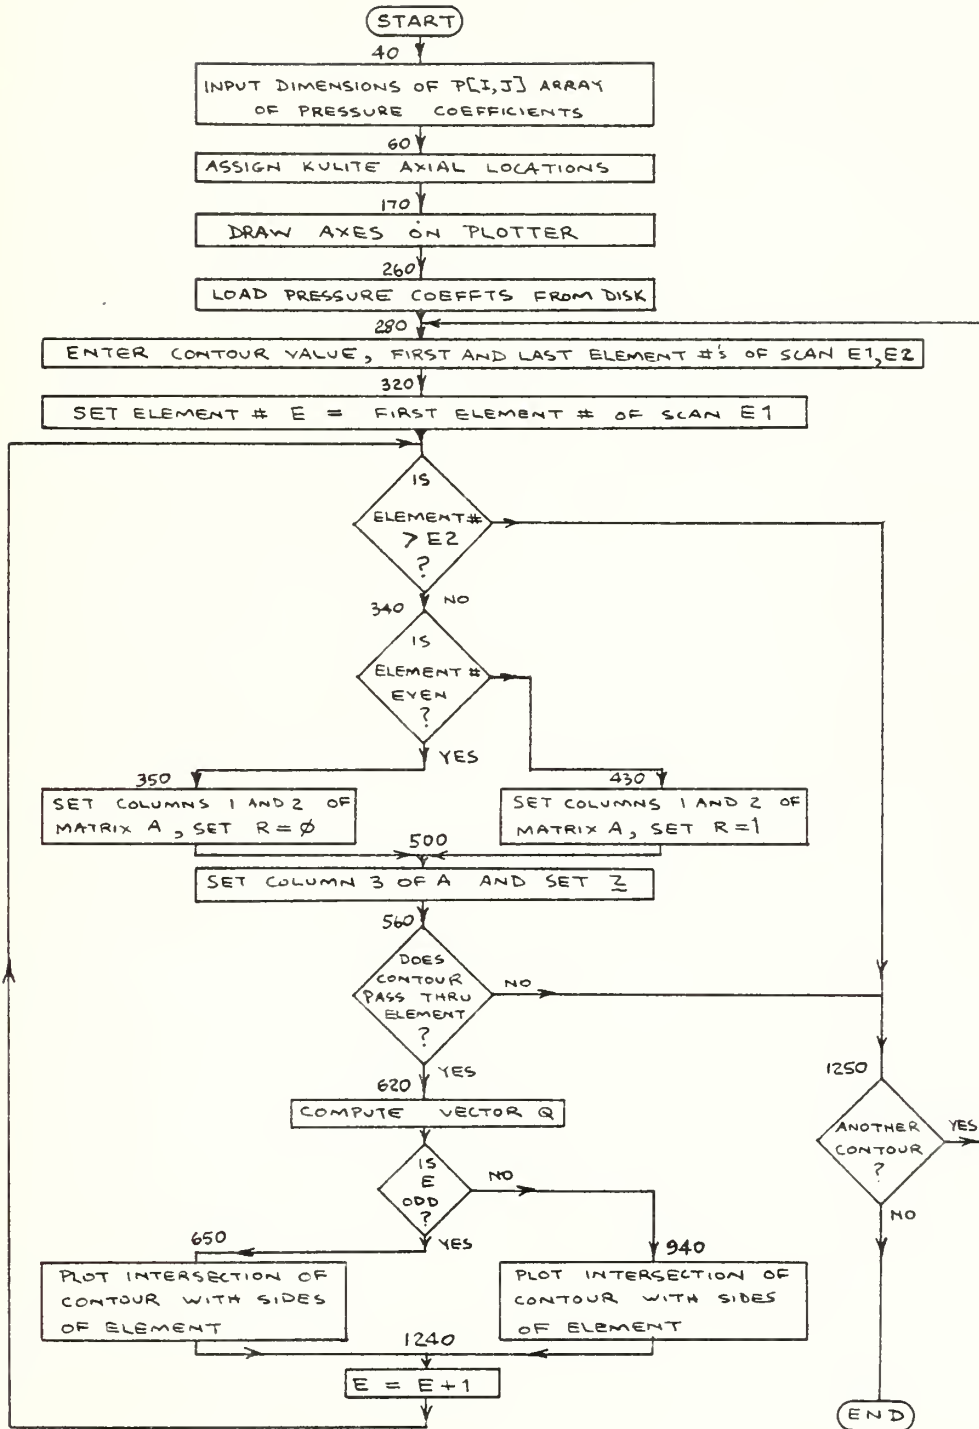 START
40
INPUT DIMENSIONS OF P[I,J] ARRAY
OF PRESSURE COEFFICIENTS
60
ASSIGN KULITE AXIAL LOCATIONS
170
DRAW AXES ON PLOTTER
260
LOAD PRESSURE COEFFTS FROM DISK
280
ENTER CONTOUR VALUE, FIRST AND LAST ELEMENT #'S OF SCAN E1,E2
320
SET ELEMENT # E = FIRST ELEMENT # OF SCAN E1
IS
ELEMENT #
> E2
?
NO
340
IS
ELEMENT #
EVEN
?
YES
350
SET COLUMNS 1 AND 2 OF
MATRIX A, SET R=Ø
430
SET COLUMNS 1 AND 2 OF
MATRIX A, SET R=1
500
SET COLUMN 3 OF A AND SET Z
560
DOES
CONTOUR
PASS THRU
ELEMENT
?
NO
YES
620
COMPUTE VECTOR Q
IS
E
ODD
?
NO
YES
650
PLOT INTERSECTION OF
CONTOUR WITH SIDES
OF ELEMENT
940
PLOT INTERSECTION OF
CONTOUR WITH SIDES
OF ELEMENT
1240
E = E+1
1250
ANOTHER
CONTOUR
?
YES
NO
END